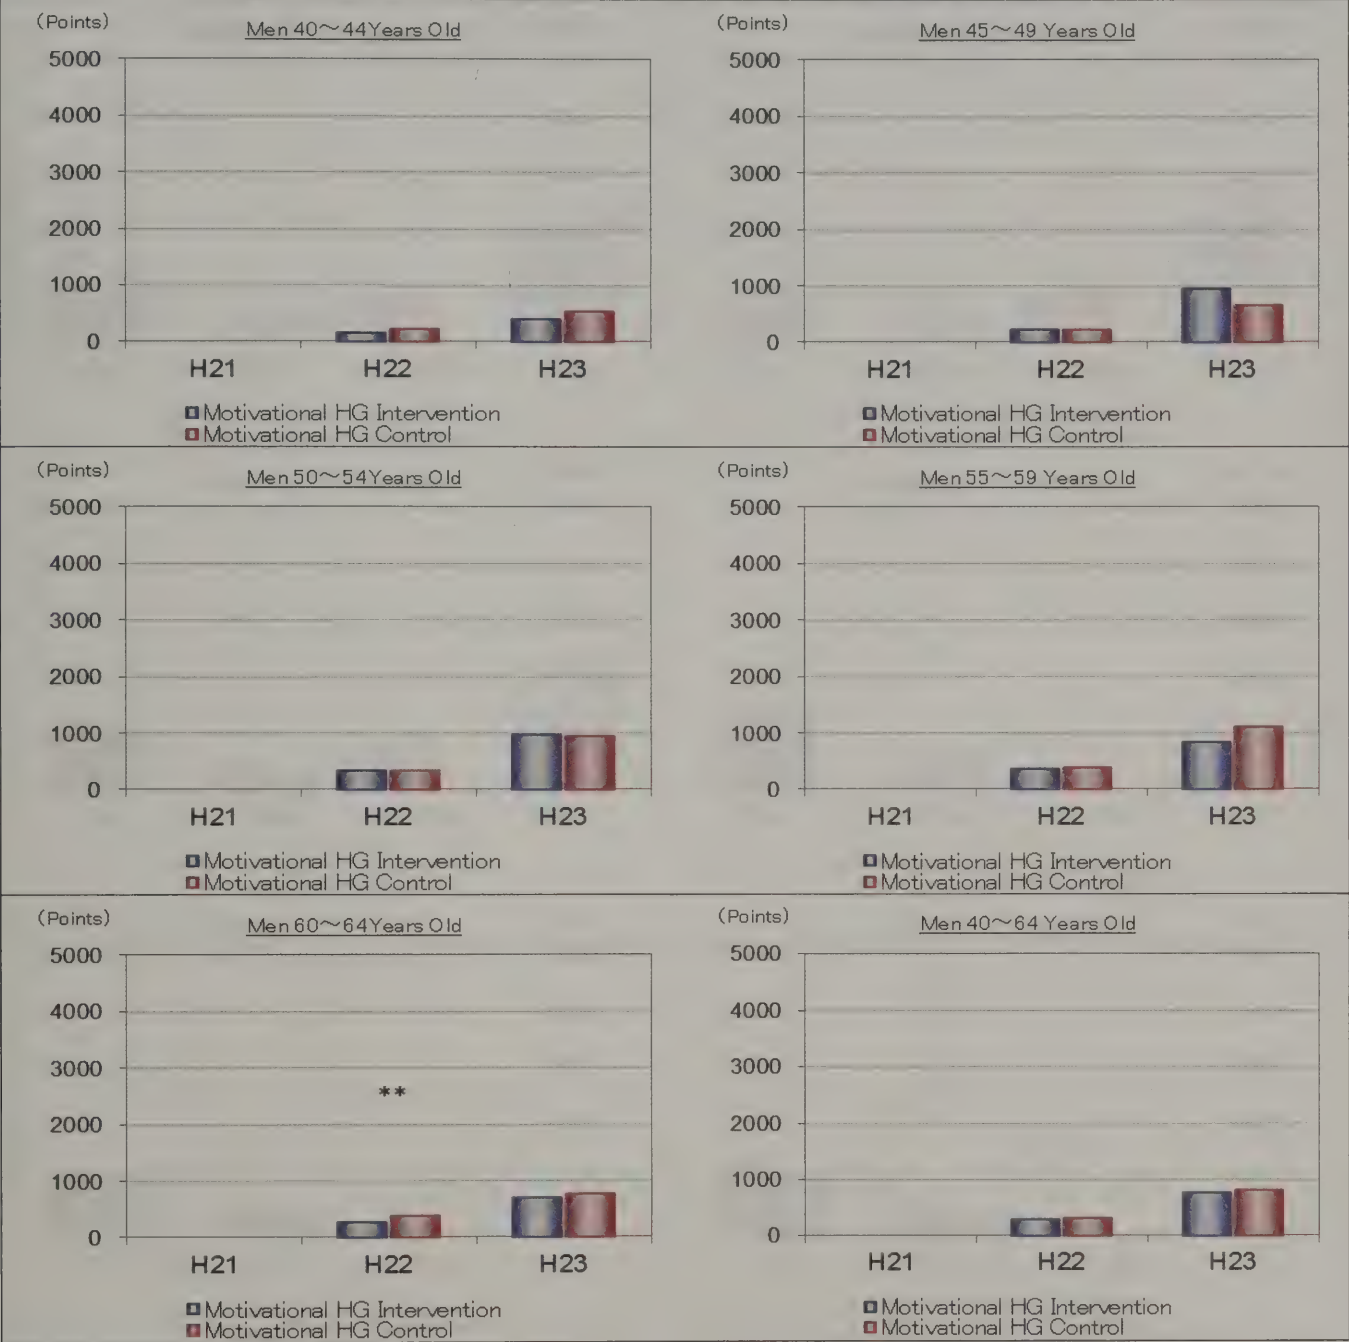 (Points)
Men 40~44Years Old
5000
4000
3000
2000
1000
0
H21 H22 H23
Motivational HG Intervention
Motivational HG Control
(Points)
Men 45~49 Years Old
5000
4000
3000
2000
1000
0
H21 H22 H23
Motivational HG Intervention
Motivational HG Control
(Points)
Men 50~54Years Old
5000
4000
3000
2000
1000
0
H21 H22 H23
Motivational HG Intervention
Motivational HG Control
(Points)
Men 55~59 Years Old
5000
4000
3000
2000
1000
0
H21 H22 H23
Motivational HG Intervention
Motivational HG Control
(Points)
Men 60~64Years Old
5000
4000
3000
**
2000
1000
0
H21 H22 H23
Motivational HG Intervention
Motivational HG Control
(Points)
Men 40~64 Years Old
5000
4000
3000
2000
1000
0
H21 H22 H23
Motivational HG Intervention
Motivational HG Control